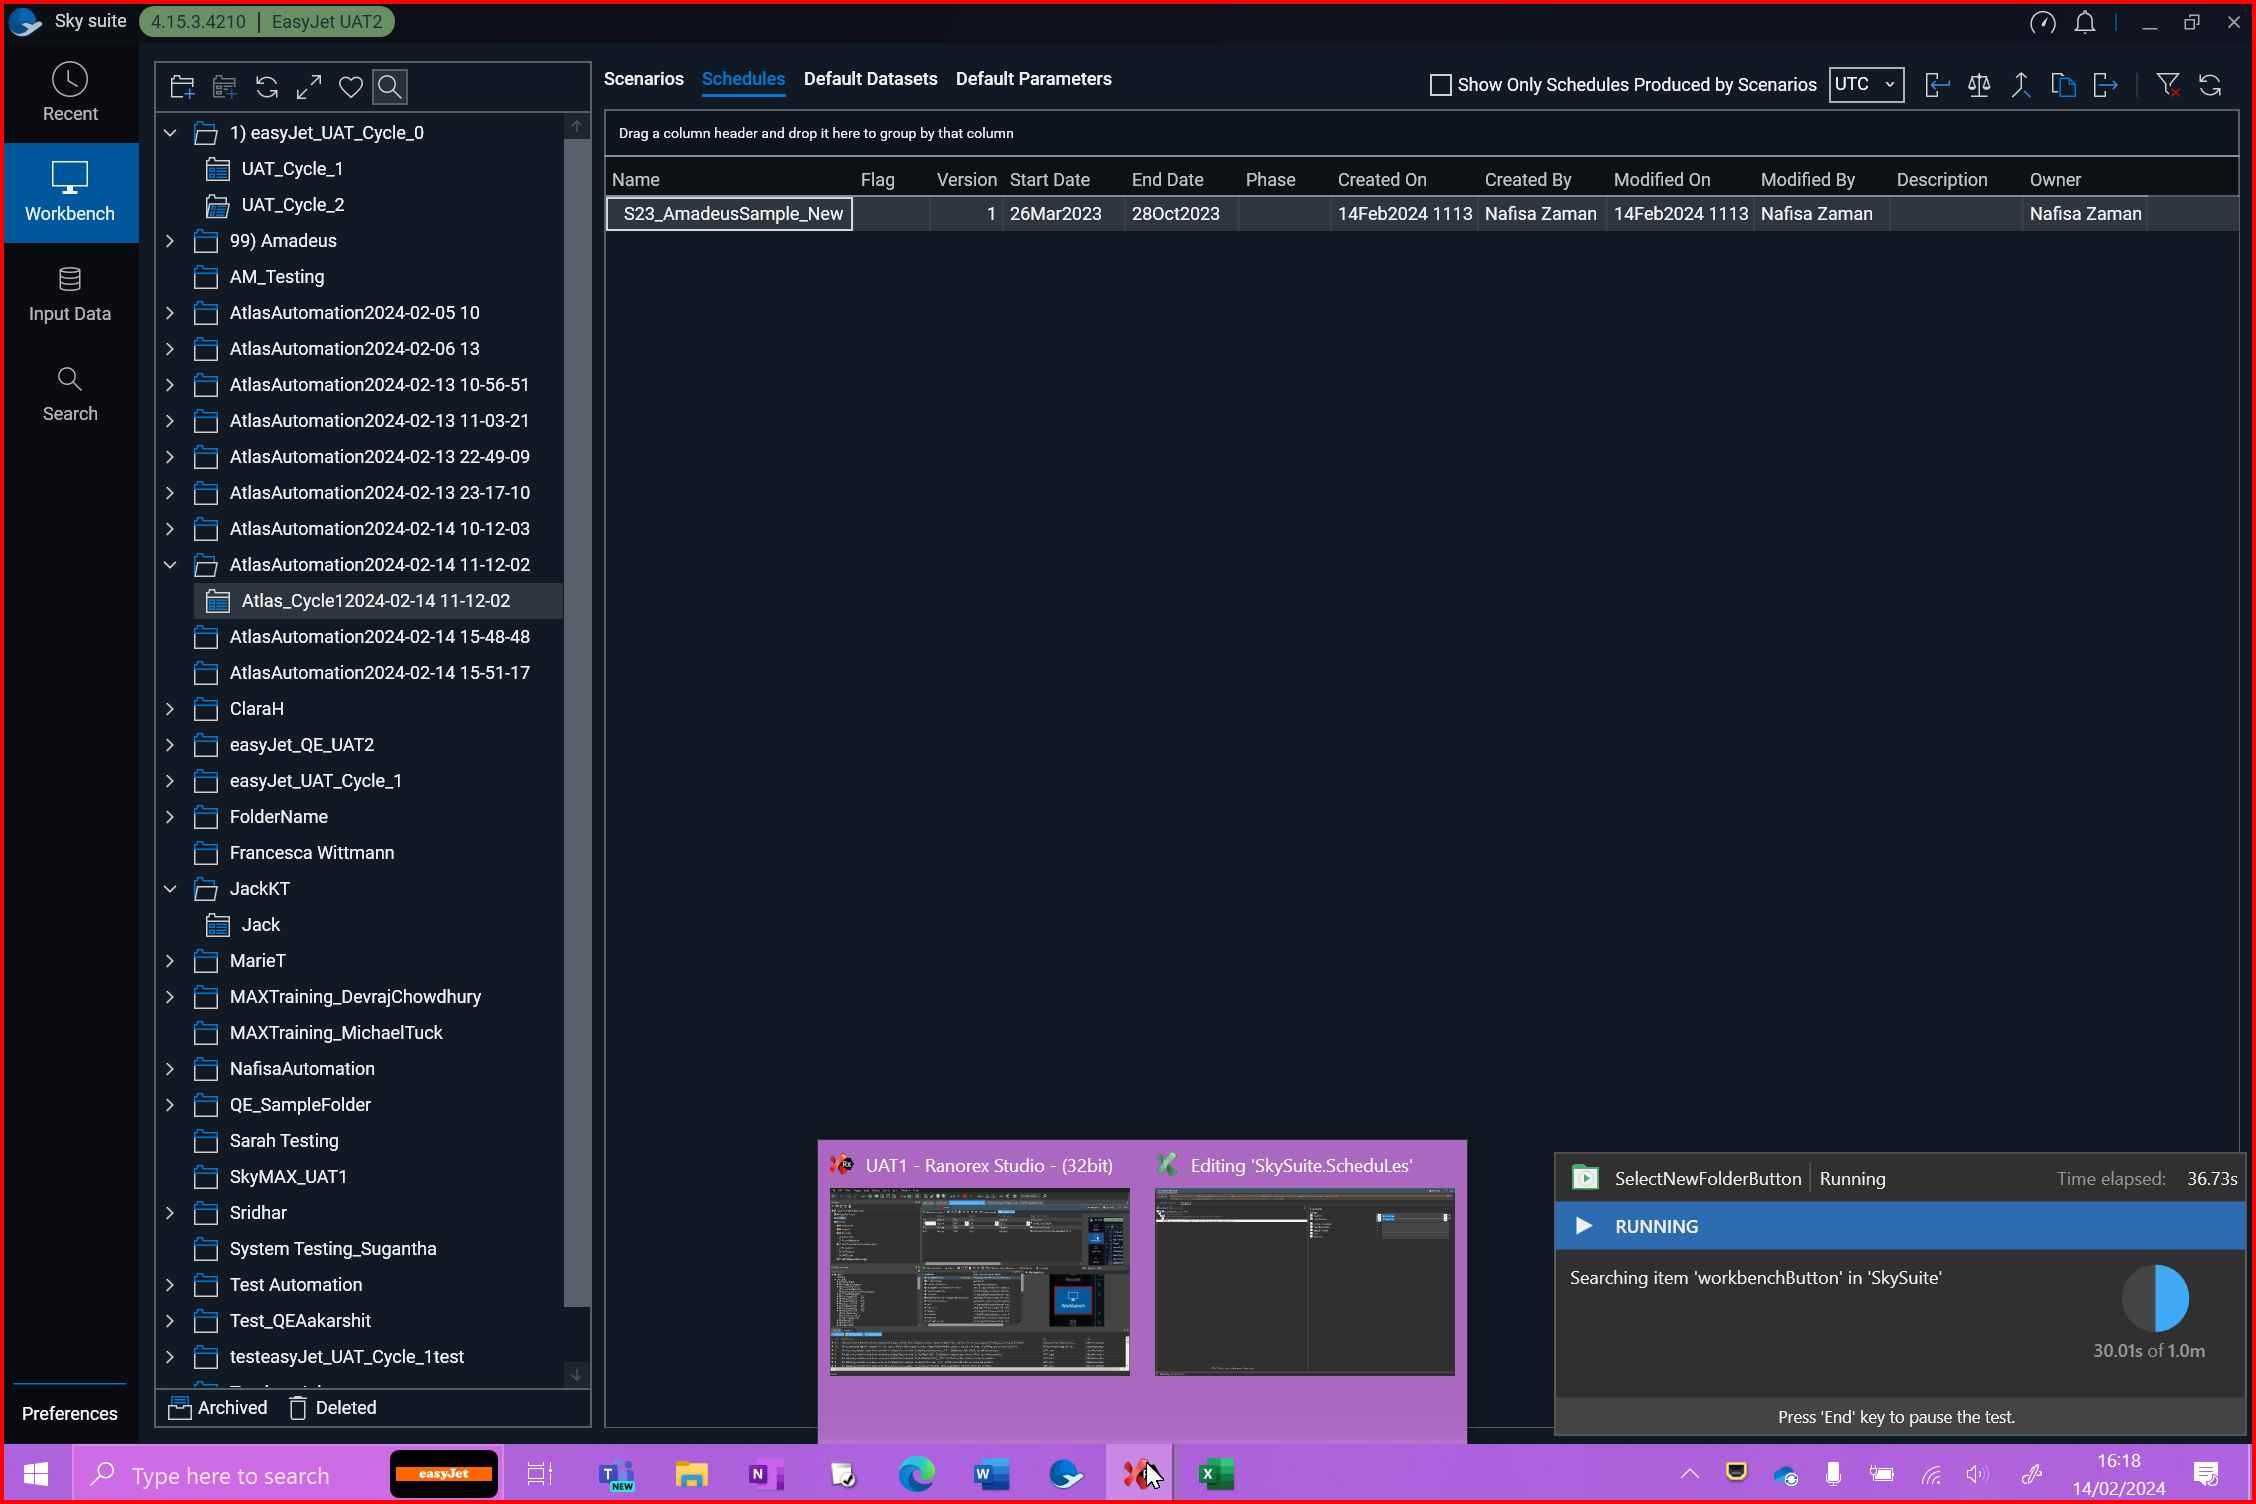 Sky suite
4.15.3.4210 | EasyJet UAT2
Recent
Workbench
Input Data
Search
Preferences
1) easyJet_UAT_Cycle_0
UAT_Cycle_1
UAT_Cycle_2
99) Amadeus
AM_Testing
AtlasAutomation2024-02-05 10
AtlasAutomation2024-02-06 13
AtlasAutomation2024-02-13 10-56-51
AtlasAutomation2024-02-13 11-03-21
AtlasAutomation2024-02-13 22-49-09
AtlasAutomation2024-02-13 23-17-10
AtlasAutomation2024-02-14 10-12-03
AtlasAutomation2024-02-14 11-12-02
Atlas_Cycle12024-02-14 11-12-02
AtlasAutomation2024-02-14 15-48-48
AtlasAutomation2024-02-14 15-51-17
ClaraH
easyJet_QE_UAT2
easyJet_UAT_Cycle_1
FolderName
Francesca Wittmann
JackKT
Jack
MarieT
MAXTraining_DevrajChowdhury
MAXTraining_MichaelTuck
NafisaAutomation
QE_SampleFolder
Sarah Testing
SkyMAX_UAT1
Sridhar
System Testing_Sugantha
Test Automation
Test_QEAakarshit
testeasyJet_UAT_Cycle_1test
Archived Deleted
Scenarios Schedules Default Datasets Default Parameters
Show Only Schedules Produced by Scenarios UTC
Drag a column header and drop it here to group by that column
Name Flag Version Start Date End Date Phase Created On Created By Modified On Modified By Description Owner
S23_AmadeusSample_New 1 26Mar2023 28Oct2023 14Feb2024 1113 Nafisa Zaman 14Feb2024 1113 Nafisa Zaman Nafisa Zaman
UAT1 - Ranorex Studio - (32bit)
Editing 'SkySuite.ScheduLes'
Workbench
SelectNewFolderButton | Running Time elapsed: 36.73s
RUNNING
Searching item 'workbenchButton' in 'SkySuite'
30.01s of 1.0m
Press 'End' key to pause the test.
Type here to search
easyJet
NEW
16:18
14/02/2024